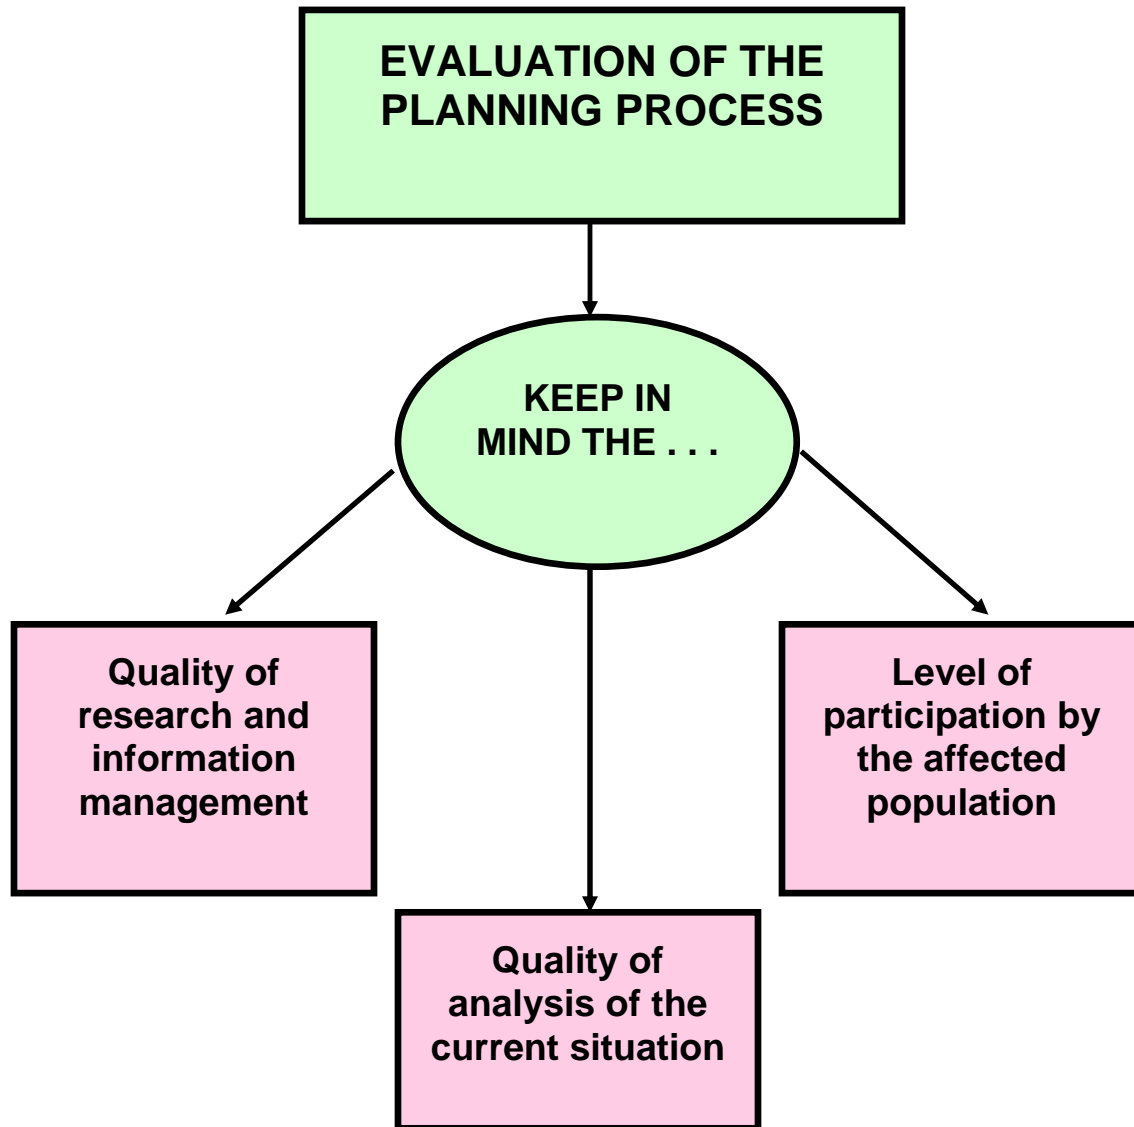 EVALUATION OF THE
PLANNING PROCESS
KEEP IN
MIND THE . . .
Quality of
research and
information
management
Level of
participation by
the affected
population
Quality of
analysis of the
current situation